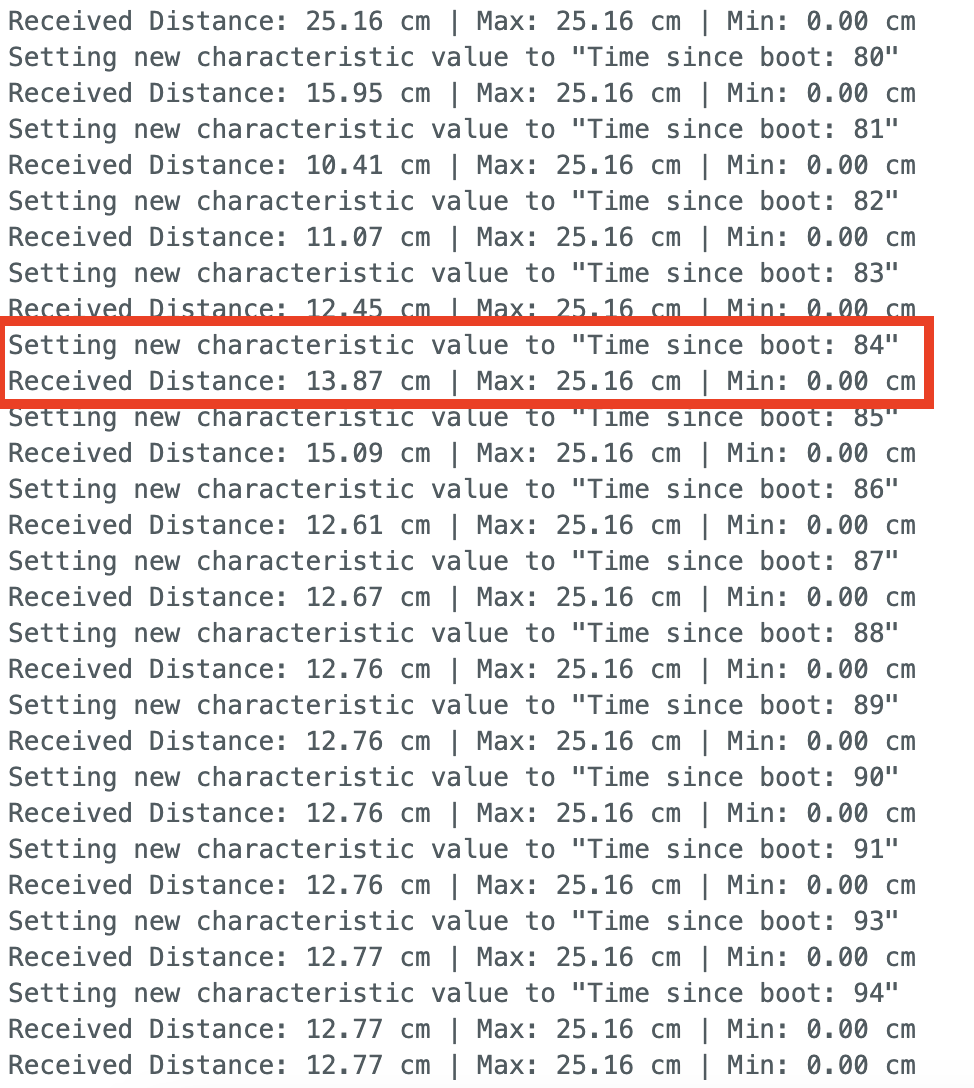 Received Distance: 25.16 cm | Max: 25.16 cm | Min: 0.00 cm
Setting new characteristic value to "Time since boot: 80"
Received Distance: 15.95 cm | Max: 25.16 cm | Min: 0.00 cm
Setting new characteristic value to "Time since boot: 81"
Received Distance: 10.41 cm | Max: 25.16 cm | Min: 0.00 cm
Setting new characteristic value to "Time since boot: 82"
Received Distance: 11.07 cm | Max: 25.16 cm | Min: 0.00 cm
Setting new characteristic value to "Time since boot: 83"
Received Distance: 12.45 cm | Max: 25.16 cm | Min: 0.00 cm
Setting new characteristic value to "Time since boot: 84"
Received Distance: 13.87 cm | Max: 25.16 cm | Min: 0.00 cm
Setting new characteristic value to "Time since boot: 85"
Received Distance: 15.09 cm | Max: 25.16 cm | Min: 0.00 cm
Setting new characteristic value to "Time since boot: 86"
Received Distance: 12.61 cm | Max: 25.16 cm | Min: 0.00 cm
Setting new characteristic value to "Time since boot: 87"
Received Distance: 12.67 cm | Max: 25.16 cm | Min: 0.00 cm
Setting new characteristic value to "Time since boot: 88"
Received Distance: 12.76 cm | Max: 25.16 cm | Min: 0.00 cm
Setting new characteristic value to "Time since boot: 89"
Received Distance: 12.76 cm | Max: 25.16 cm | Min: 0.00 cm
Setting new characteristic value to "Time since boot: 90"
Received Distance: 12.76 cm | Max: 25.16 cm | Min: 0.00 cm
Setting new characteristic value to "Time since boot: 91"
Received Distance: 12.76 cm | Max: 25.16 cm | Min: 0.00 cm
Setting new characteristic value to "Time since boot: 93"
Received Distance: 12.77 cm | Max: 25.16 cm | Min: 0.00 cm
Setting new characteristic value to "Time since boot: 94"
Received Distance: 12.77 cm | Max: 25.16 cm | Min: 0.00 cm
Received Distance: 12.77 cm | Max: 25.16 cm | Min: 0.00 cm